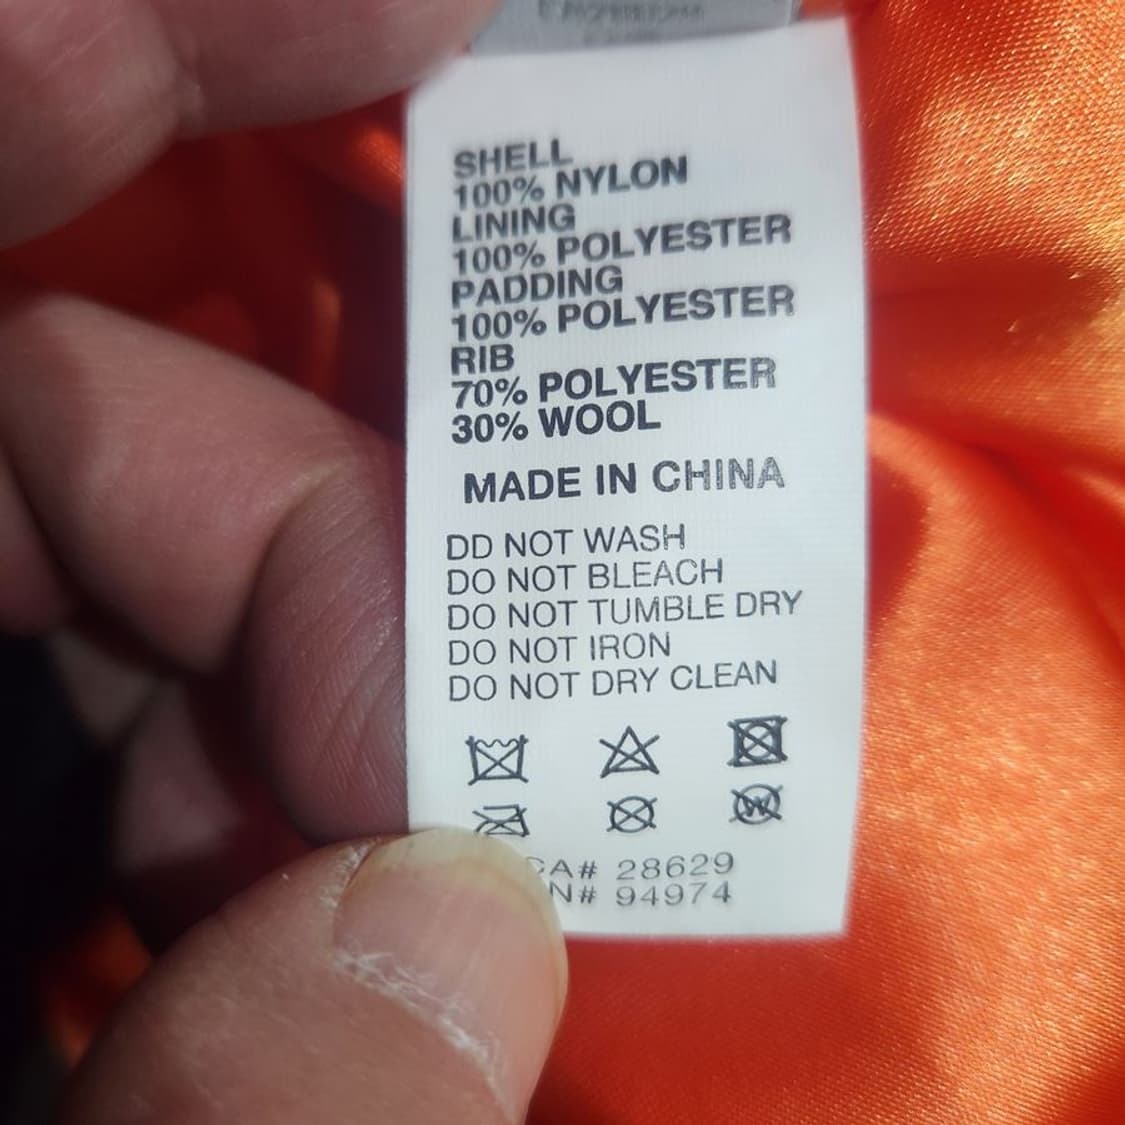 SHELL
100% NYLON
LINING
100% POLYESTER
PADDING
100% POLYESTER
RIB
70% POLYESTER
30% WOOL
MADE IN CHINA
DD NOT WASH
DO NOT BLEACH
DO NOT TUMBLE DRY
DO NOT IRON
DO NOT DRY CLEAN
W
CA# 28629
N# 94974